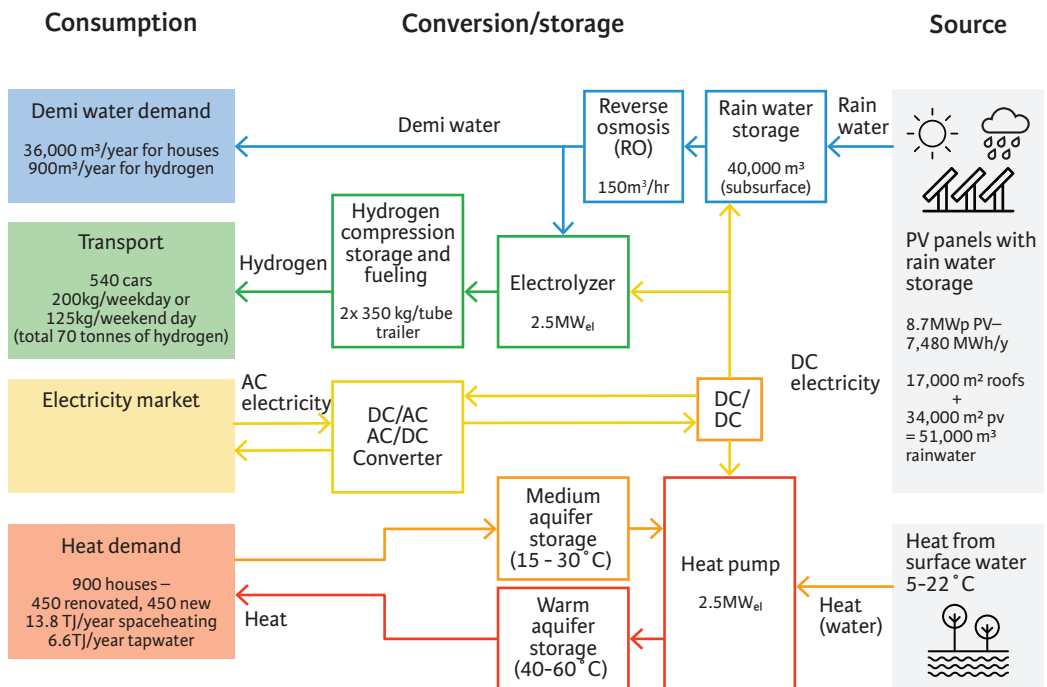 Consumption
Conversion/storage
Source
Demi water demand
36,000 m³/year for houses
900m³/year for hydrogen
Demi water
Reverse
osmosis
(RO)
150m³/hr
Rain water
storage
40,000 m³
(subsurface)
Rain
water
Transport
540 cars
200kg/weekday or
125kg/weekend day
(total 70 tonnes of hydrogen)
Hydrogen
Hydrogen
compression
storage and
fueling
2x 350 kg/tube
trailer
Electrolyzer
2.5MWel
PV panels with
rain water
storage
8.7MWp PV–
7,480 MWh/y
17,000 m² roofs
+
34,000 m² pv
= 51,000 m³
rainwater
Electricity market
AC
electricity
DC/AC
AC/DC
Converter
DC/
DC
DC
electricity
Heat demand
900 houses –
450 renovated, 450 new
13.8 TJ/year spaceheating
6.6TJ/year tapwater
Heat
Medium
aquifer
storage
(15 - 30˚C)
Warm
aquifer
storage
(40-60˚C)
Heat pump
2.5MWel
Heat
(water)
Heat from
surface water
5-22˚C